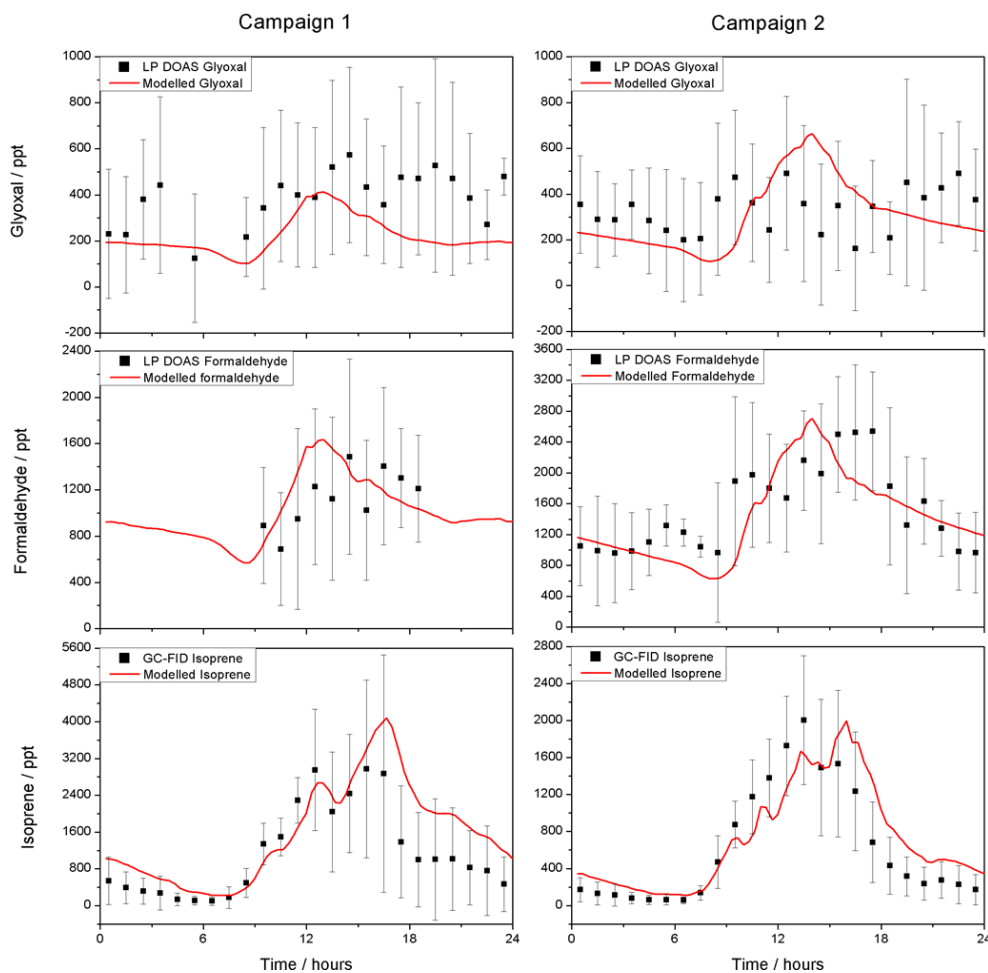 Campaign 1
Campaign 2
LP DOAS Glyoxal
Modelled Glyoxal
Glyoxal / ppt
1000
800
600
400
200
0
-200
LP DOAS Glyoxal
Modelled Glyoxal
1000
800
600
400
200
0
-200
LP DOAS Formaldehyde
Modelled formaldehyde
Formaldehyde / ppt
2400
2000
1600
1200
800
400
0
LP DOAS Formaldehyde
Modelled Formaldehyde
3600
3200
2800
2400
2000
1600
1200
800
400
0
GC-FID Isoprene
Modelled Isoprene
Isoprene / ppt
5600
4800
4000
3200
2400
1600
800
0
GC-FID Isoprene
Modelled Isoprene
2800
2400
2000
1600
1200
800
400
0
0 6 12 18 24
0 6 12 18 24
Time / hours
Time / hours